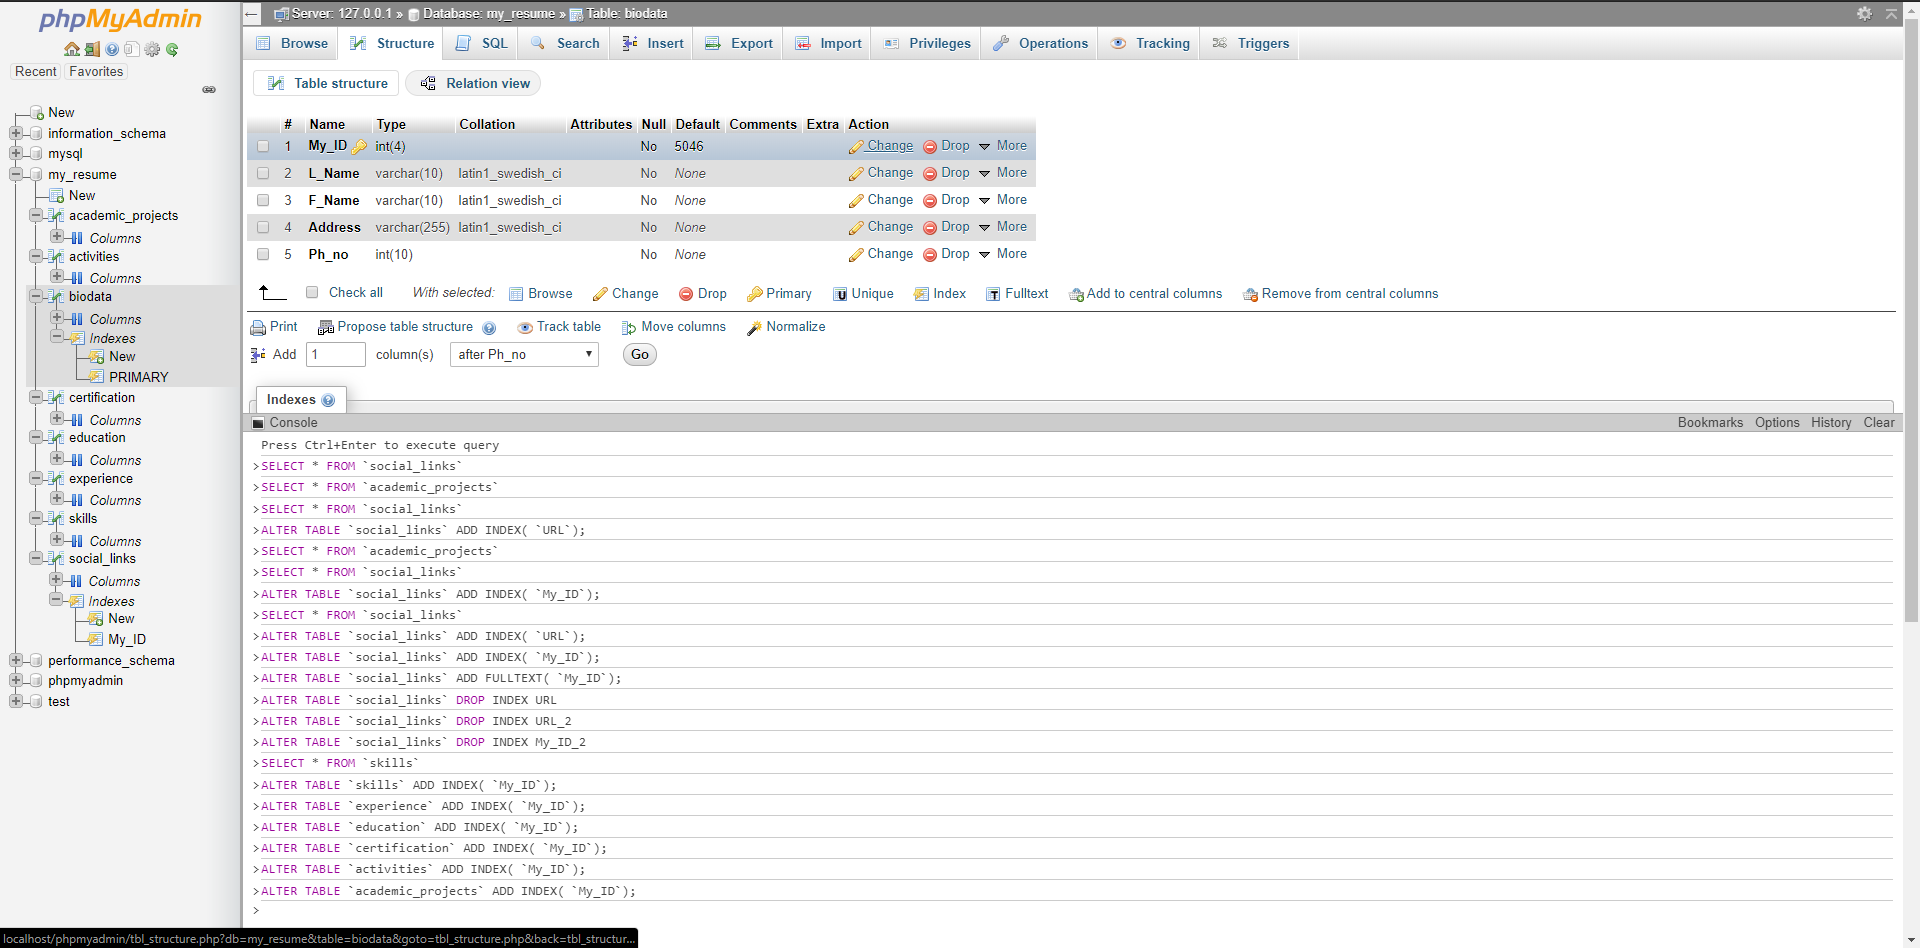 phpMyAdmin
Recent Favorites
New
information_schema
mysql
my_resume
New
academic_projects
Columns
activities
Columns
biodata
Columns
Indexes
New
PRIMARY
certification
Columns
education
Columns
experience
Columns
skills
Columns
social_links
Columns
Indexes
New
My_ID
performance_schema
phpmyadmin
test
Server: 127.0.0.1 » Database: my_resume » Table: biodata
Browse Structure SQL Search Insert Export Import Privileges Operations Tracking Triggers
Table structure Relation view
# Name Type Collation Attributes Null Default Comments Extra Action
1 My_ID int(4) No 5046 Change Drop More
2 L_Name varchar(10) latin1_swedish_ci No None Change Drop More
3 F_Name varchar(10) latin1_swedish_ci No None Change Drop More
4 Address varchar(255) latin1_swedish_ci No None Change Drop More
5 Ph_no int(10) No None Change Drop More
Check all With selected: Browse Change Drop Primary Unique Index Fulltext Add to central columns Remove from central columns
Print Propose table structure Track table Move columns Normalize
Add 1 column(s) after Ph_no Go
Indexes
Console Bookmarks Options History Clear
Press Ctrl+Enter to execute query
>SELECT * FROM `social_links`
>SELECT * FROM `academic_projects`
>SELECT * FROM `social_links`
>ALTER TABLE `social_links` ADD INDEX( `URL`);
>SELECT * FROM `academic_projects`
>SELECT * FROM `social_links`
>ALTER TABLE `social_links` ADD INDEX( `My_ID`);
>SELECT * FROM `social_links`
>ALTER TABLE `social_links` ADD INDEX( `URL`);
>ALTER TABLE `social_links` ADD INDEX( `My_ID`);
>ALTER TABLE `social_links` ADD FULLTEXT( `My_ID`);
>ALTER TABLE `social_links` DROP INDEX URL
>ALTER TABLE `social_links` DROP INDEX URL_2
>ALTER TABLE `social_links` DROP INDEX My_ID_2
>SELECT * FROM `skills`
>ALTER TABLE `skills` ADD INDEX( `My_ID`);
>ALTER TABLE `experience` ADD INDEX( `My_ID`);
>ALTER TABLE `education` ADD INDEX( `My_ID`);
>ALTER TABLE `certification` ADD INDEX( `My_ID`);
>ALTER TABLE `activities` ADD INDEX( `My_ID`);
>ALTER TABLE `academic_projects` ADD INDEX( `My_ID`);
>
localhost/phpmyadmin/tbl_structure.php?db=my_resume&table=biodata&goto=tbl_structure.php&back=tbl_structur...